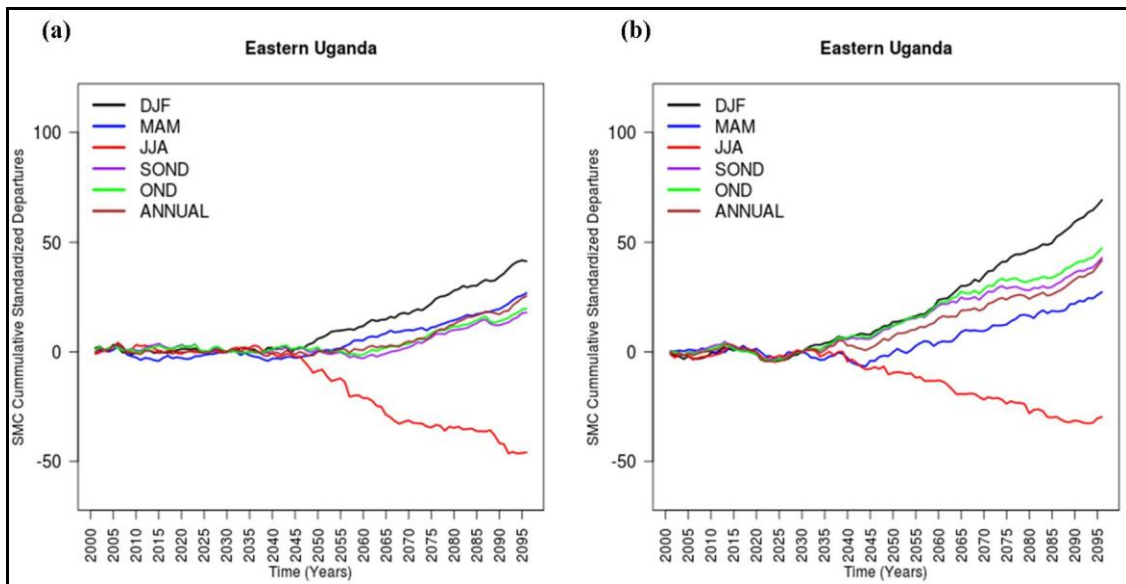 (a)
Eastern Uganda
SMC Cummulative Standardized Departures
100
50
0
-50
DJF
MAM
JJA
SOND
OND
ANNUAL
2000 2005 2010 2015 2020 2025 2030 2035 2040 2045 2050 2055 2060 2065 2070 2075 2080 2085 2090 2095
Time (Years)
(b)
Eastern Uganda
SMC Cummulative Standardized Departures
100
50
0
-50
DJF
MAM
JJA
SOND
OND
ANNUAL
2000 2005 2010 2015 2020 2025 2030 2035 2040 2045 2050 2055 2060 2065 2070 2075 2080 2085 2090 2095
Time (Years)